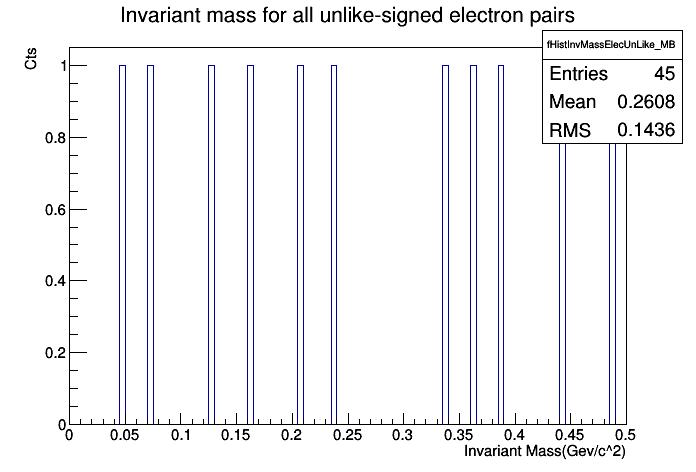 Invariant mass for all unlike-signed electron pairs
fHistInvMassElecUnLike_MB
Entries 45
Mean 0.2608
RMS 0.1436
Cts
1
0.8
0.6
0.4
0.2
0
0 0.05 0.1 0.15 0.2 0.25 0.3 0.35 0.4 0.45 0.5
Invariant Mass(Gev/c^2)